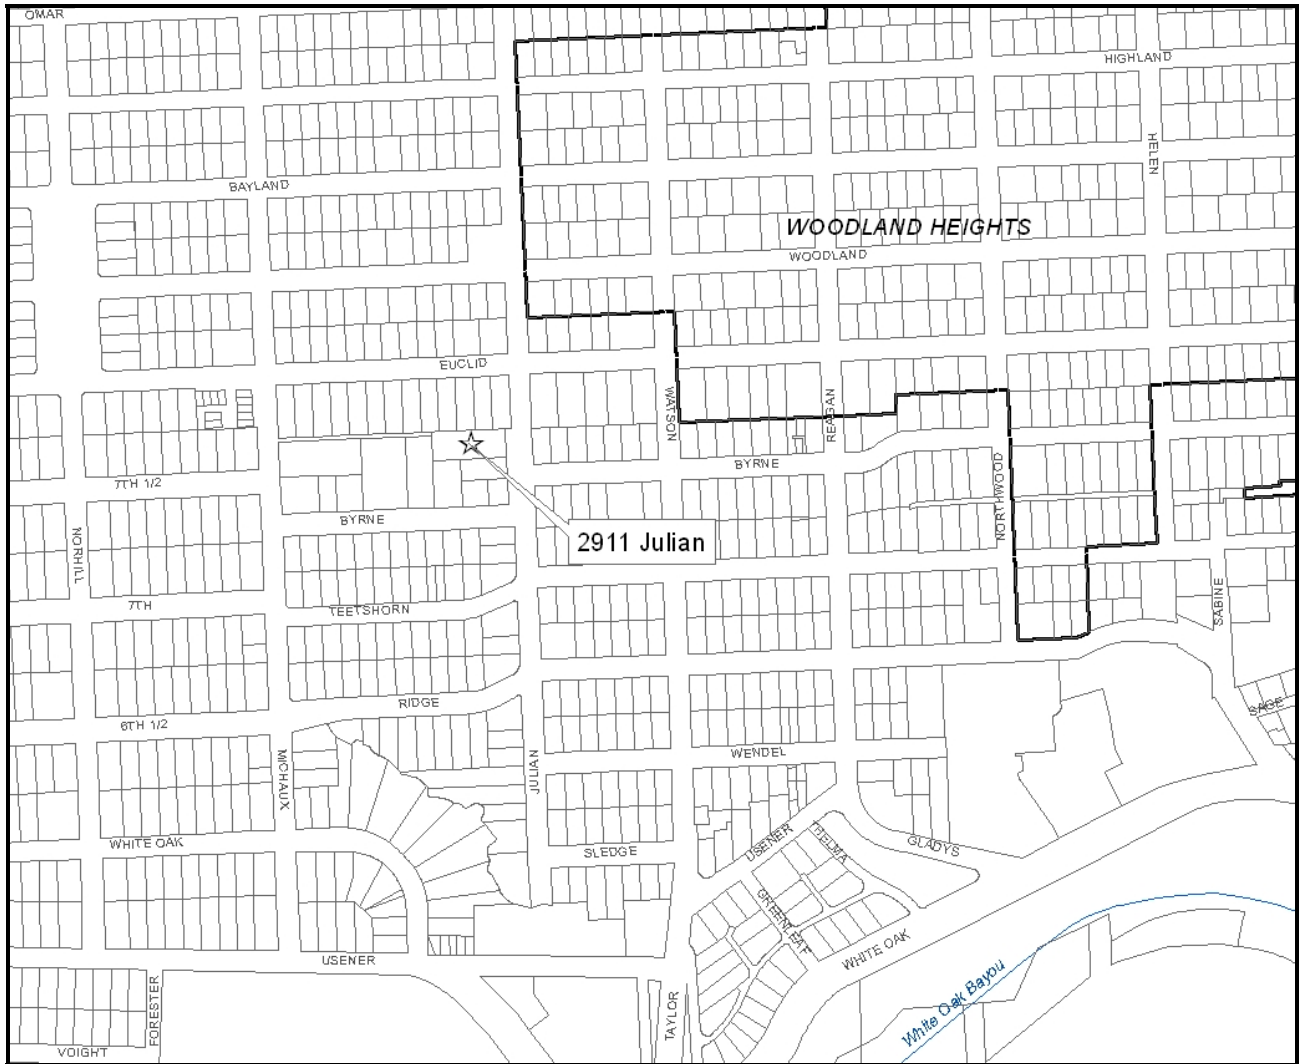 OMAR
HIGHLAND
HELEN
BAYLAND
WOODLAND HEIGHTS
WOODLAND
EUCLID
WATSON
REAGAN
BYRNE
7TH 1/2
NORTHWOOD
BYRNE
NORHILL
2911 Julian
7TH
TEETSHORN
SABINE
RIDGE
SAGE
6TH 1/2
WENDEL
MICHAUX
JULIAN
WHITE OAK
SLEDGE
USENER
THELMA
GLADYS
GREENLEAF
WHITE OAK
USENER
White Oak Bayou
FORESTER
TAYLOR
VOIGHT